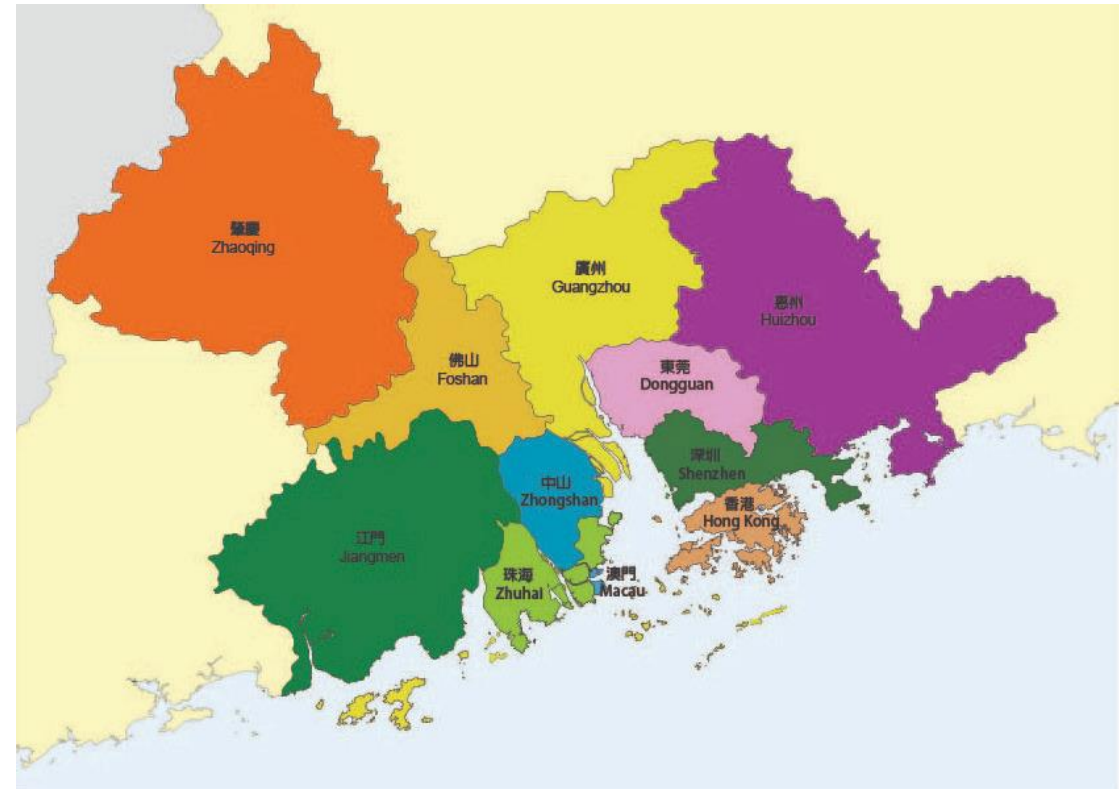 肇慶
Zhaoqing
廣州
Guangzhou
惠州
Huizhou
佛山
Foshan
東莞
Dongguan
深圳
Shenzhen
中山
Zhongshan
香港
Hong Kong
江門
Jiangmen
珠海
Zhuhai
澳門
Macau